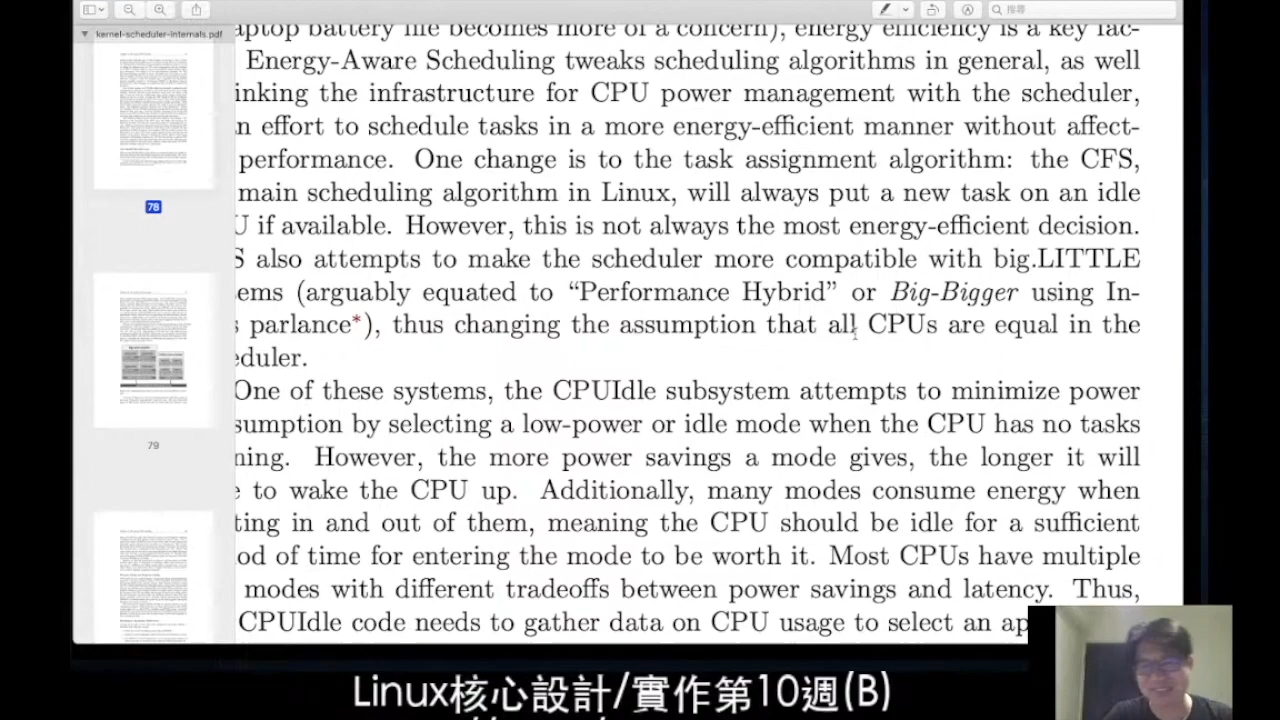 搜尋
kernel-scheduler-internals.pdf
aptop battery life becomes more of a concern), energy efficiency is a key fac-
Energy-Aware Scheduling tweaks scheduling algorithms in general, as well
inking the infrastructure for CPU power management with the scheduler,
n effort to schedule tasks in a more energy-efficient manner without affect-
performance. One change is to the task assignment algorithm: the CFS,
main scheduling algorithm in Linux, will always put a new task on an idle
U if available. However, this is not always the most energy-efficient decision.
S also attempts to make the scheduler more compatible with big.LITTLE
ems (arguably equated to “Performance Hybrid” or Big-Bigger using In-
s parlance*), thus changing the assumption that all CPUs are equal in the
eduler.
One of these systems, the CPUIdle subsystem attempts to minimize power
sumption by selecting a low-power or idle mode when the CPU has no tasks
ning. However, the more power savings a mode gives, the longer it will
e to wake the CPU up. Additionally, many modes consume energy when
ting in and out of them, meaning the CPU should be idle for a sufficient
od of time for entering the mode to be worth it. Most CPUs have multiple
modes with different tradeoffs between power savings and latency. Thus,
CPUIdle code needs to gather data on CPU usage to select an ap
78
79
Linux核心設計/實作第10週(B)